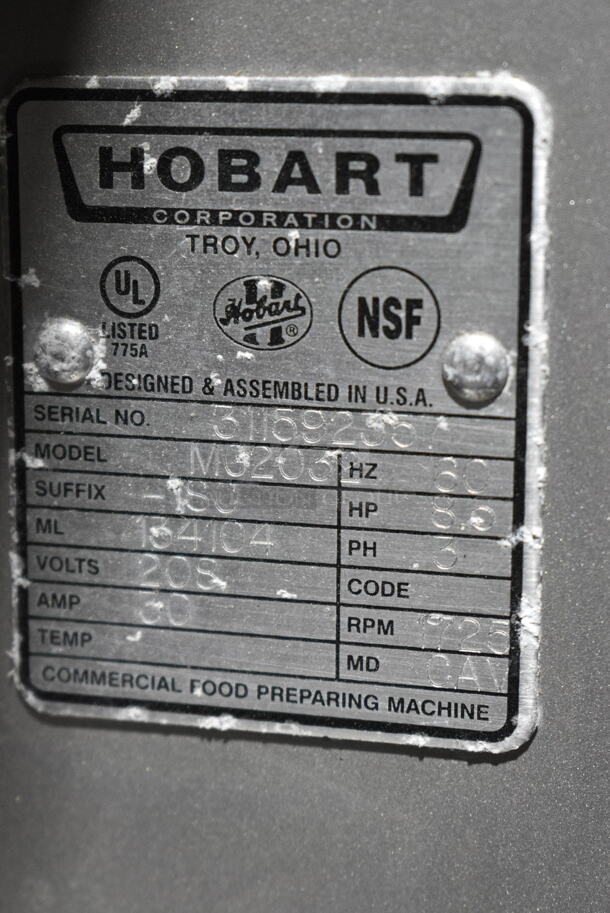 HOBART
CORPORATION
TROY, OHIO
UL
LISTED
775A
Hobart ®
NSF
DESIGNED & ASSEMBLED IN U.S.A.
SERIAL NO.
MODEL HZ 60
SUFFIX HP
ML 134104 PH 3
VOLTS 208 CODE
AMP 30 RPM 1725
TEMP MD
COMMERCIAL FOOD PREPARING MACHINE